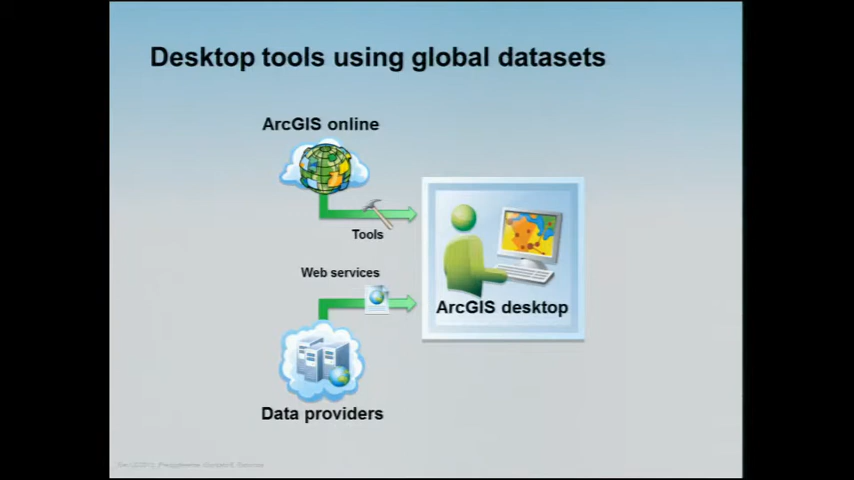 Desktop tools using global datasets
ArcGIS online
Tools
Web services
ArcGIS desktop
Data providers